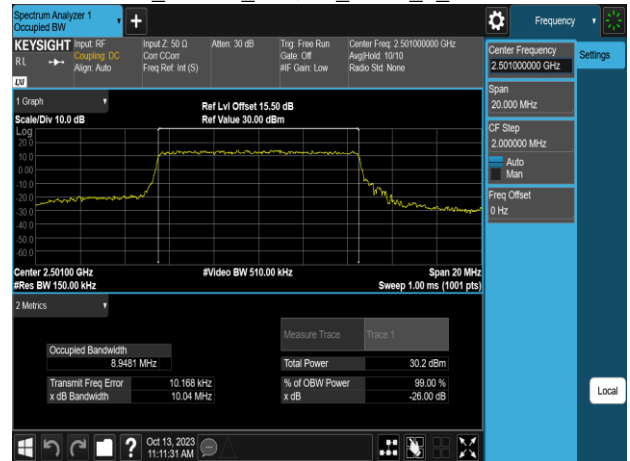 Spectrum Analyzer 1
Occupied BW
Frequency
KEYSIGHT
RL
Input: RF
Coupling: DC
Align: Auto
Input Z: 50 Ω
Corr CCorr
Freq Ref: Int (S)
Atten: 30 dB
Trig: Free Run
Gate: Off
#IF Gain: Low
Center Freq: 2.501000000 GHz
Avg|Hold: 10/10
Radio Std: None
LXI
1 Graph
Scale/Div 10.0 dB
Ref Lvl Offset 15.50 dB
Ref Value 30.00 dBm
Log
20.0
10.0
0.00
-10.0
-20.0
-30.0
-40.0
-50.0
-60.0
Center 2.50100 GHz
#Res BW 150.00 kHz
#Video BW 510.00 kHz
Span 20 MHz
Sweep 1.00 ms (1001 pts)
2 Metrics
Measure Trace
Trace 1
Occupied Bandwidth
8.9481 MHz
Total Power
30.2 dBm
Transmit Freq Error
10.168 kHz
% of OBW Power
99.00 %
x dB Bandwidth
10.04 MHz
x dB
-26.00 dB
Center Frequency
2.501000000 GHz
Settings
Span
20.000 MHz
CF Step
2.000000 MHz
Auto
Man
Freq Offset
0 Hz
Local
?
Oct 13, 2023
11:11:31 AM